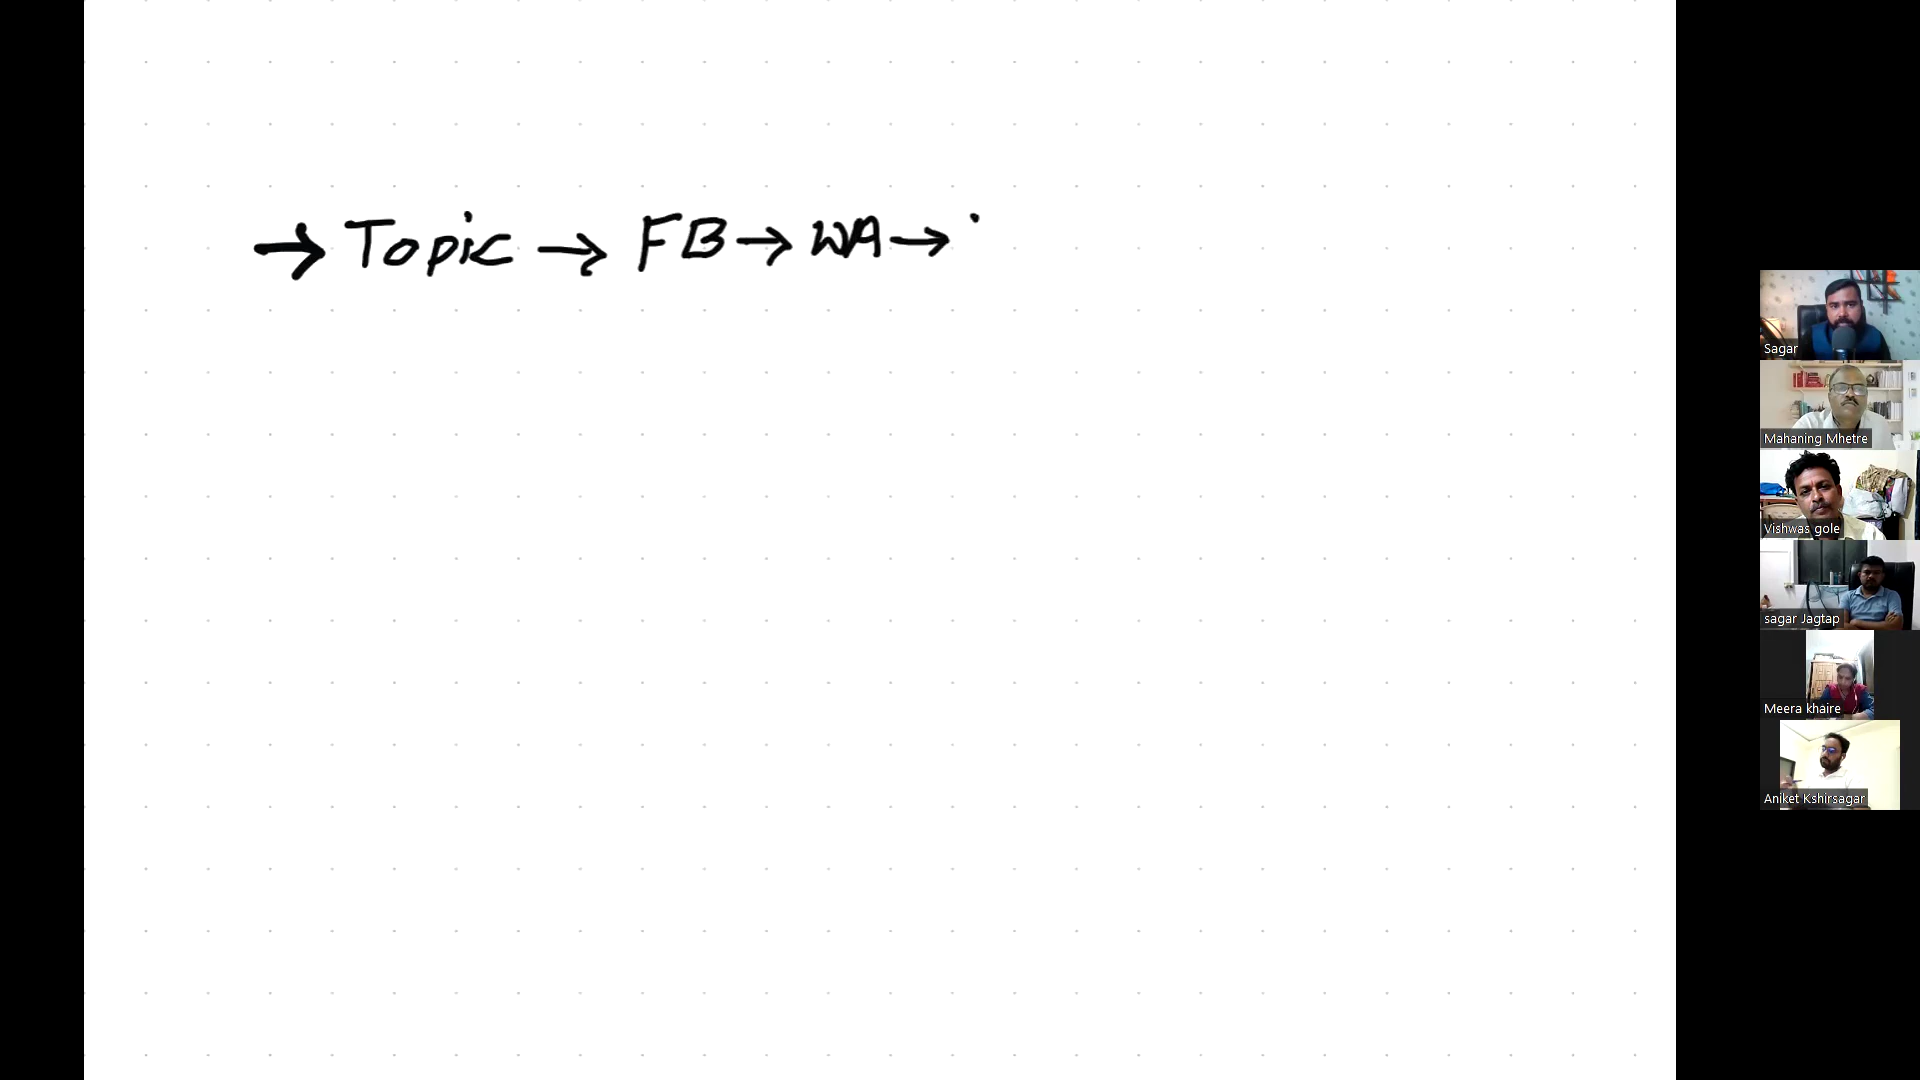 → Topic → FB → WA →
Sagar
Mahaning Mhetre
Vishwas gole
sagar Jagtap
Meera khaire
Aniket Kshirsagar